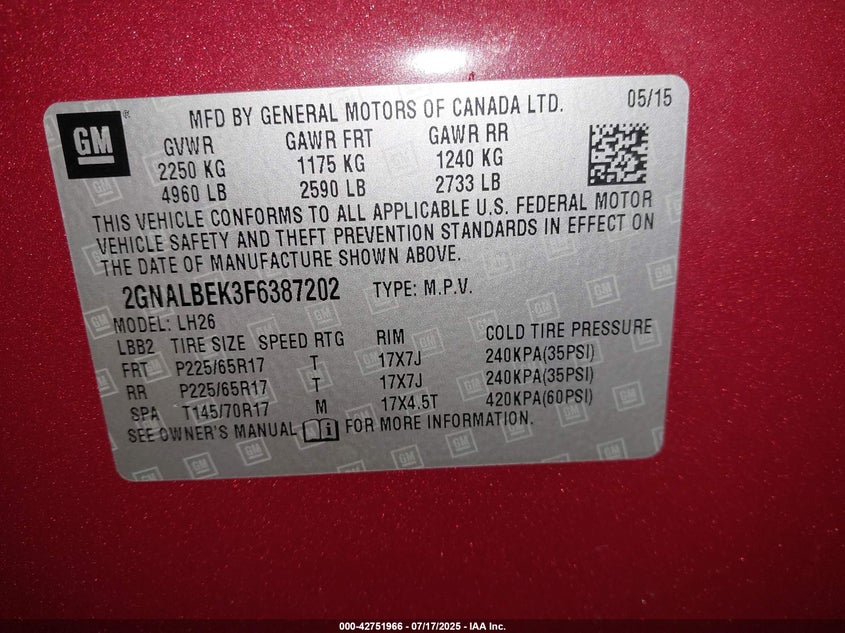 GM ®
MFD BY GENERAL MOTORS OF CANADA LTD. 05/15
GVWR GAWR FRT GAWR RR
2250 KG 1175 KG 1240 KG
4960 LB 2590 LB 2733 LB
THIS VEHICLE CONFORMS TO ALL APPLICABLE U.S. FEDERAL MOTOR
VEHICLE SAFETY AND THEFT PREVENTION STANDARDS IN EFFECT ON
THE DATE OF MANUFACTURE SHOWN ABOVE.
2GNALBEK3F6387202 TYPE: M.P.V.
MODEL: LH26
LBB2 TIRE SIZE SPEED RTG RIM COLD TIRE PRESSURE
FRT P225/65R17 T 17X7J 240KPA(35PSI)
RR P225/65R17 T 17X7J 240KPA(35PSI)
SPA T145/70R17 M 17X4.5T 420KPA(60PSI)
SEE OWNER'S MANUAL i FOR MORE INFORMATION.
000-42751966 - 07/17/2025 - IAA Inc.